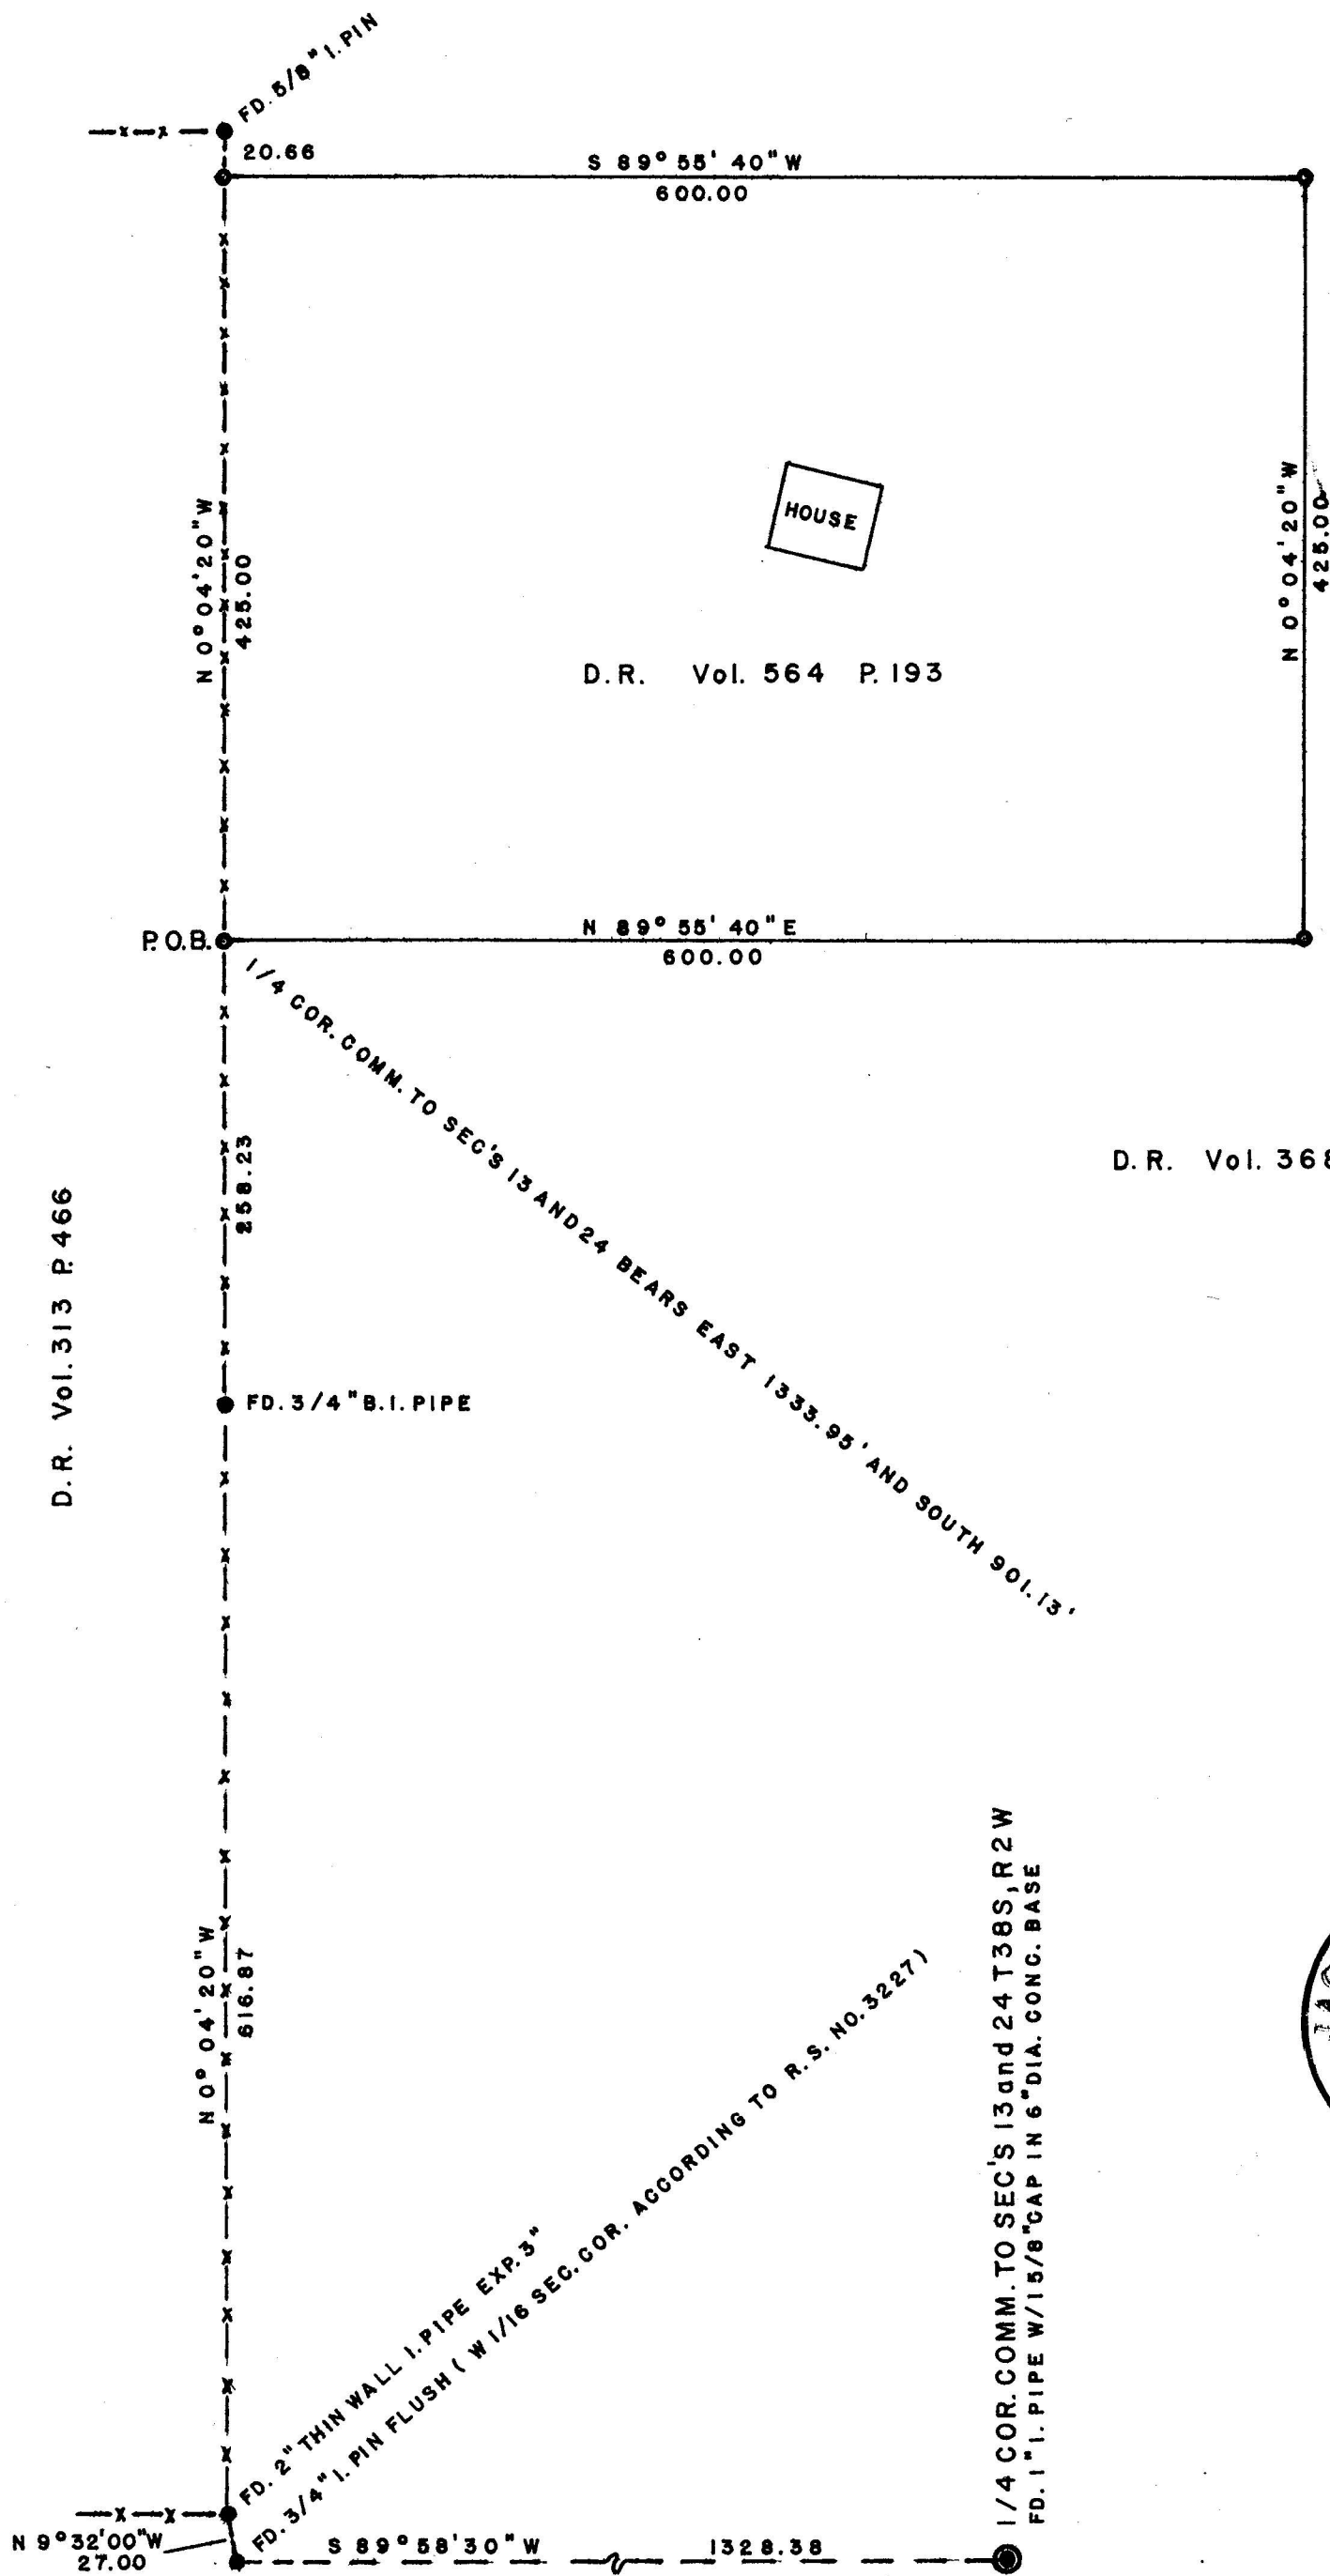 FD. 5/8" I. PIN
20.66
S 89° 55' 40" W
600.00
N 0° 04' 20" W
425.00
HOUSE
N 0° 04' 20" W
425.00
D.R. Vol. 564 P. 193
P.O.B.
N 89° 55' 40" E
600.00
1/4 COR. COMM. TO SEC'S 13 AND 24 BEARS EAST 1333.95' AND SOUTH 901.13'
258.23
D.R. Vol. 368
D.R. Vol. 313 P. 466
FD. 3/4" B.I. PIPE
N 0° 04' 20" W
616.87
FD. 2" THIN WALL I. PIPE EXP. 3"
FD. 3/4" I. PIN FLUSH ( W 1/16 SEC. COR. ACCORDING TO R.S. NO. 3227)
1/4 COR. COMM. TO SEC'S 13 and 24 T38S, R2W
FD. 1" I. PIPE W/1 5/8" CAP IN 6" DIA. CONC. BASE
N 9° 32' 00" W
27.00
S 89° 58' 30" W
1328.38